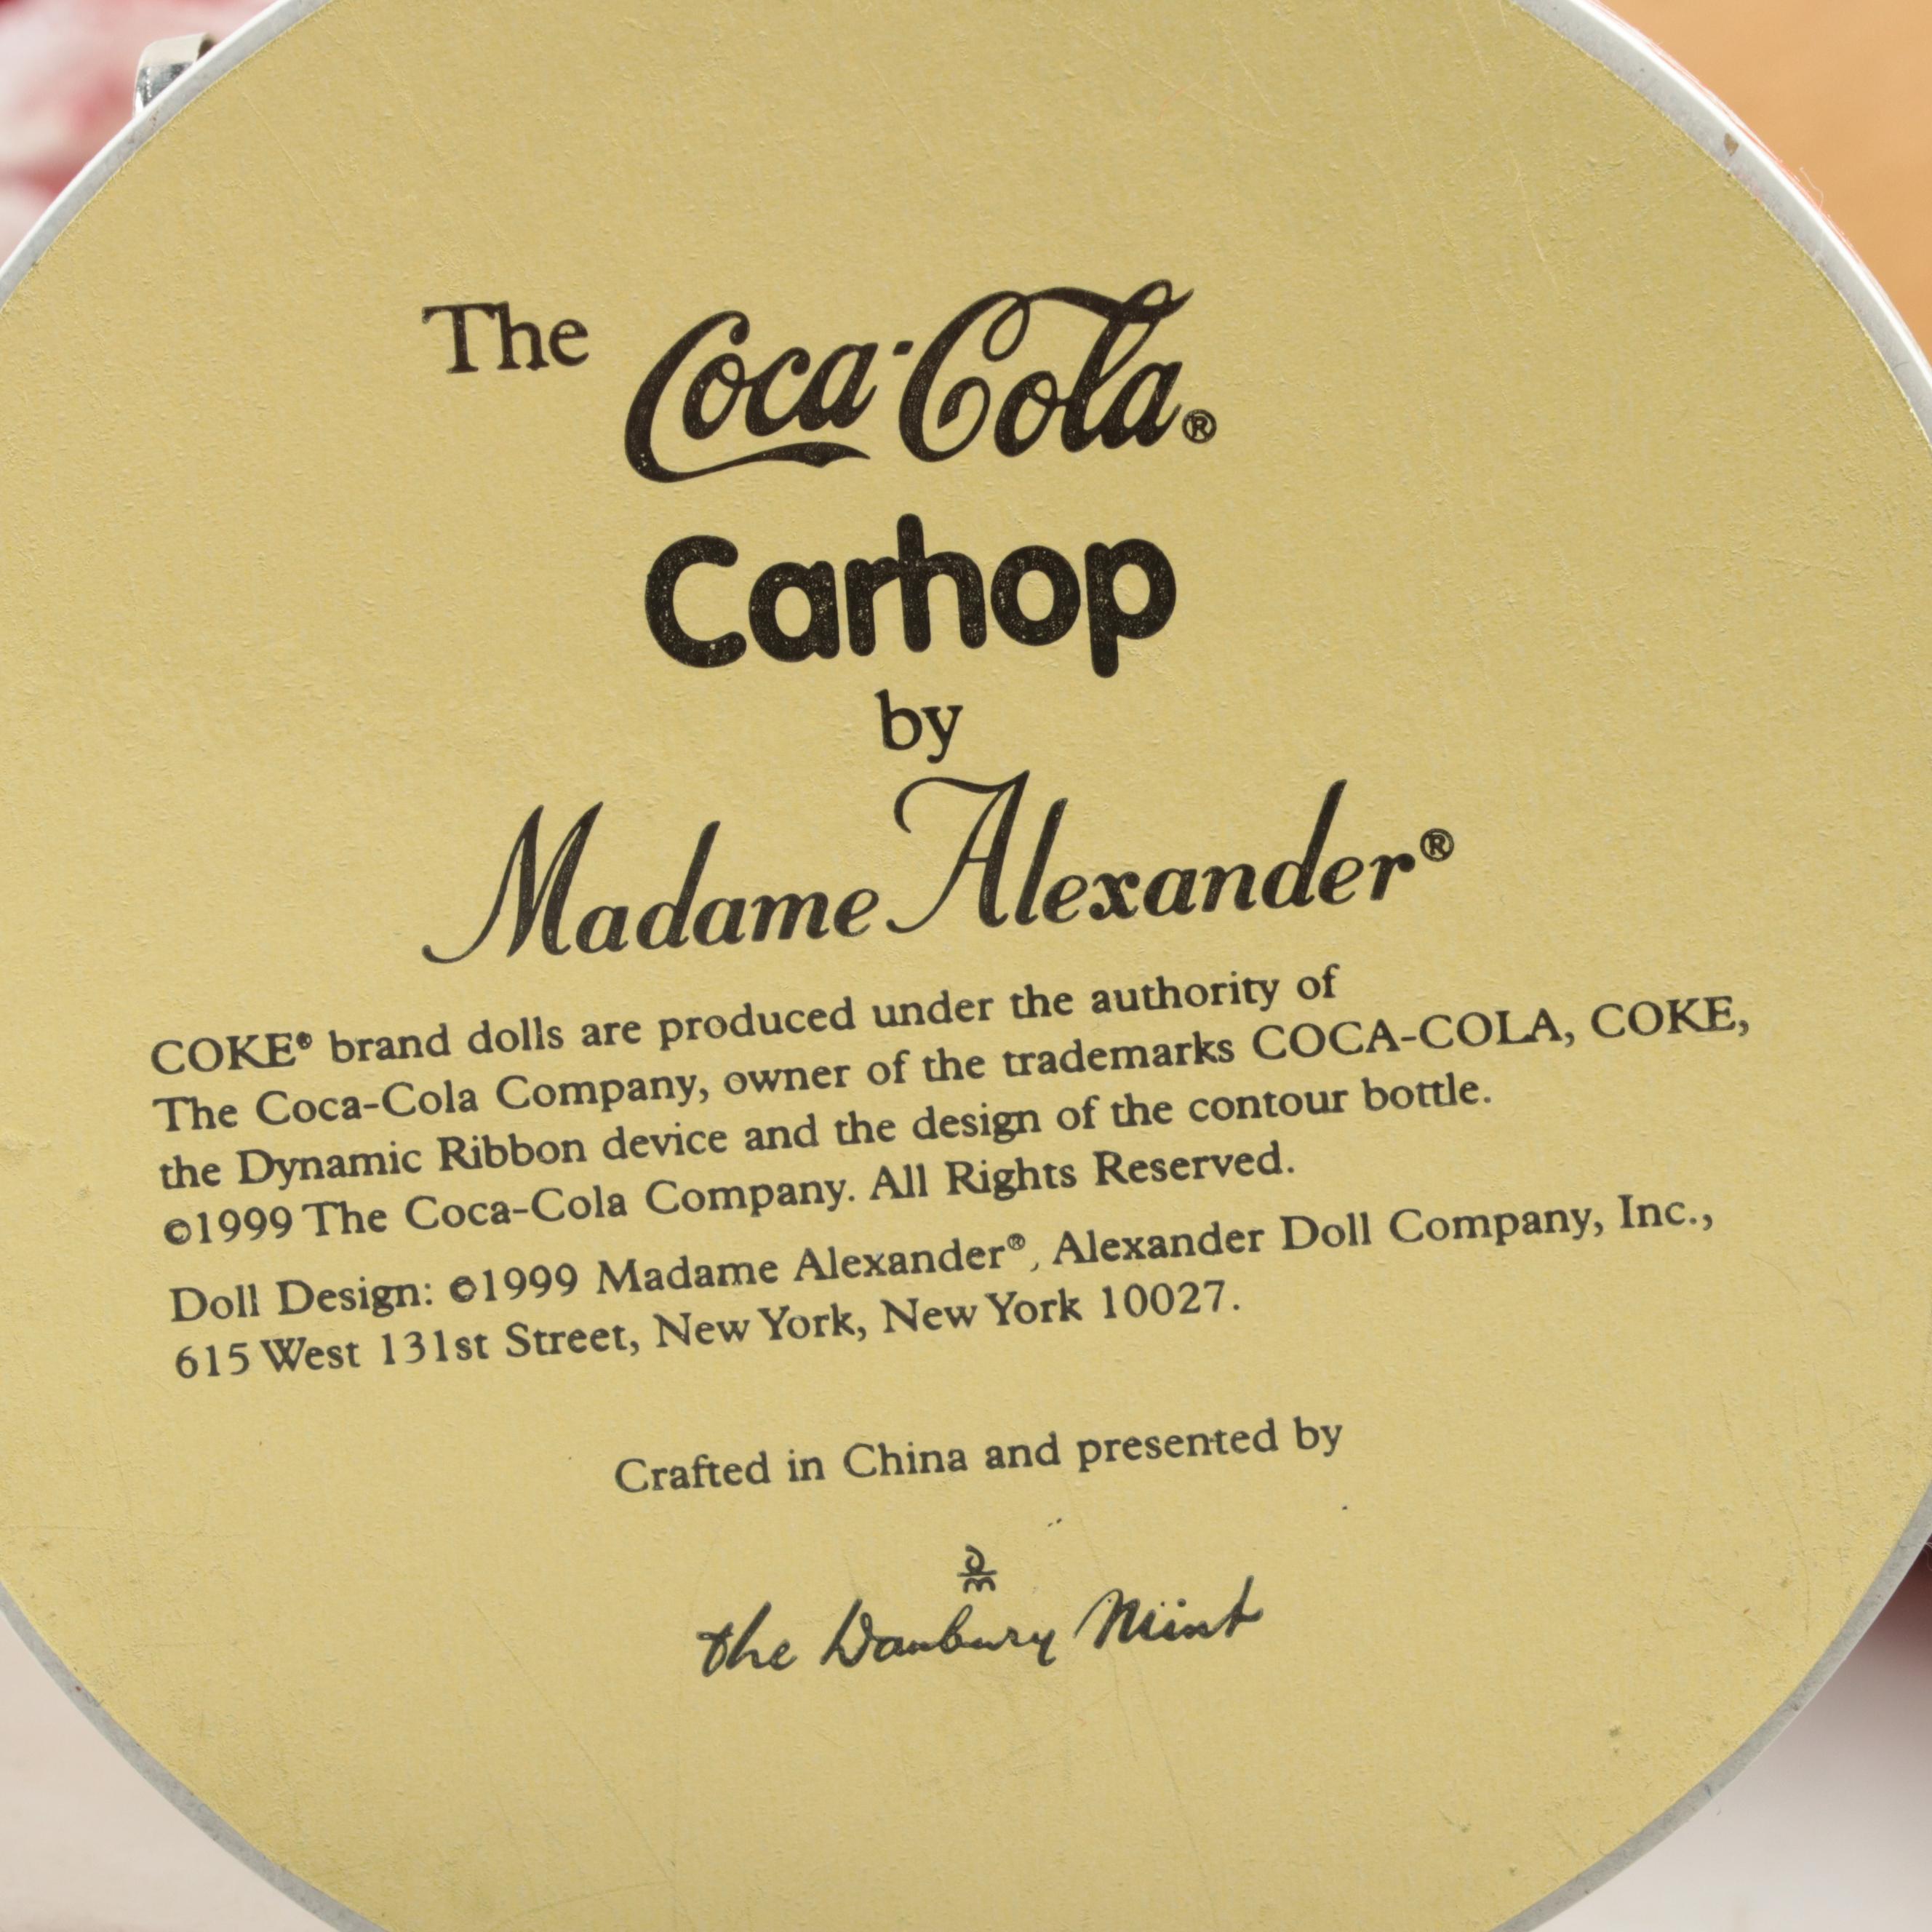 The Coca-Cola®
Carhop
by
Madame Alexander®
COKE® brand dolls are produced under the authority of
The Coca-Cola Company, owner of the trademarks COCA-COLA, COKE,
the Dynamic Ribbon device and the design of the contour bottle.
©1999 The Coca-Cola Company. All Rights Reserved.
Doll Design: ©1999 Madame Alexander®, Alexander Doll Company, Inc.,
615 West 131st Street, New York, New York 10027.
Crafted in China and presented by
DM
the Danbury Mint